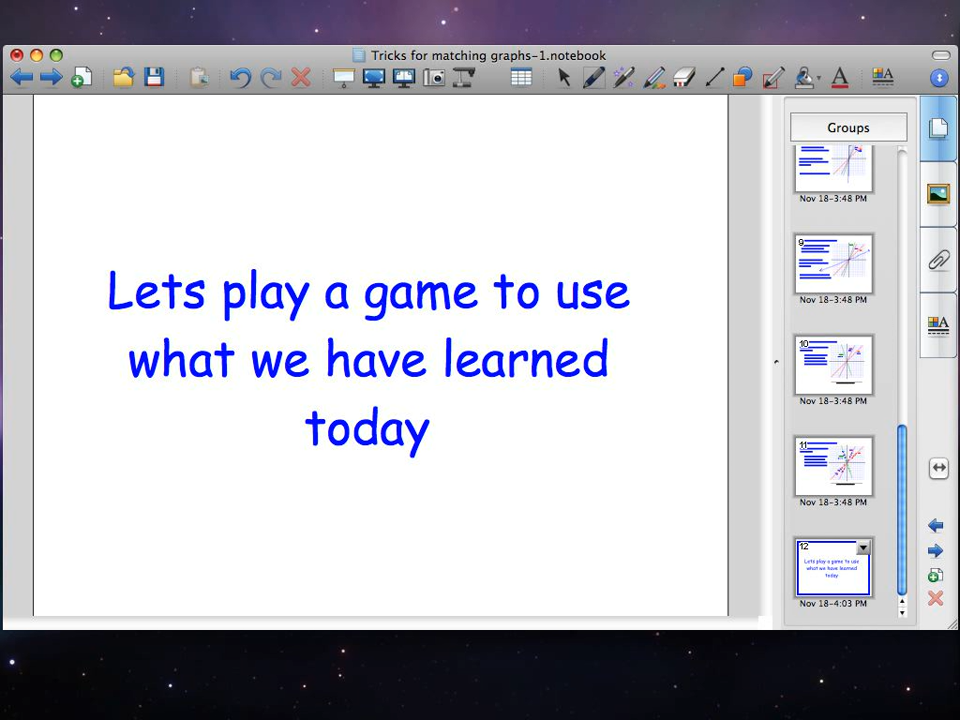 Tricks for matching graphs-1.notebook
Groups
Nov 18-3:48 PM
9
Nov 18-3:48 PM
10
Nov 18-3:48 PM
11
Nov 18-3:48 PM
12
Lets play a game to use
what we have learned
today
Nov 18-4:03 PM
Lets play a game to use
what we have learned
today